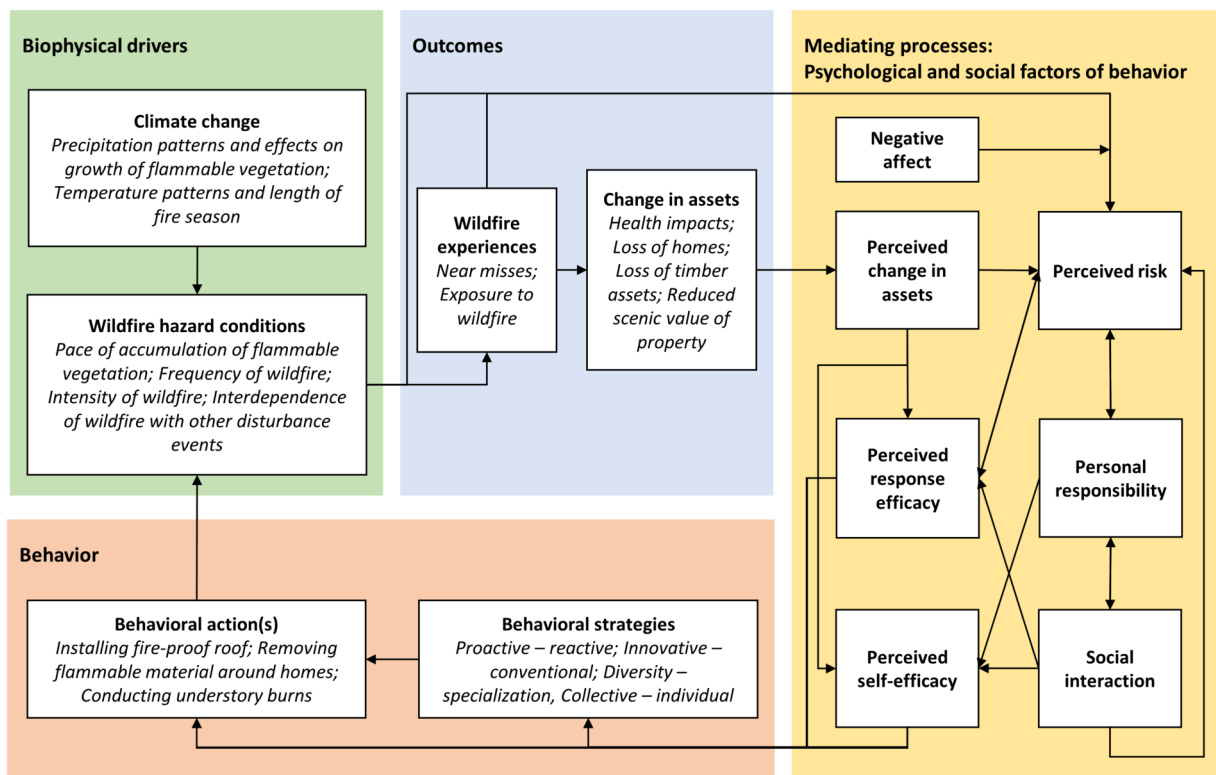 Biophysical drivers
Climate change
Precipitation patterns and effects on
growth of flammable vegetation;
Temperature patterns and length of
fire season
Wildfire hazard conditions
Pace of accumulation of flammable
vegetation; Frequency of wildfire;
Intensity of wildfire; Interdependence
of wildfire with other disturbance
events
Outcomes
Wildfire
experiences
Near misses;
Exposure to
wildfire
Change in assets
Health impacts;
Loss of homes;
Loss of timber
assets; Reduced
scenic value of
property
Mediating processes:
Psychological and social factors of behavior
Negative
affect
Perceived
change in
assets
Perceived risk
Perceived
response
efficacy
Personal
responsibility
Perceived
self-efficacy
Social
interaction
Behavior
Behavioral action(s)
Installing fire-proof roof; Removing
flammable material around homes;
Conducting understory burns
Behavioral strategies
Proactive – reactive; Innovative –
conventional; Diversity –
specialization, Collective – individual